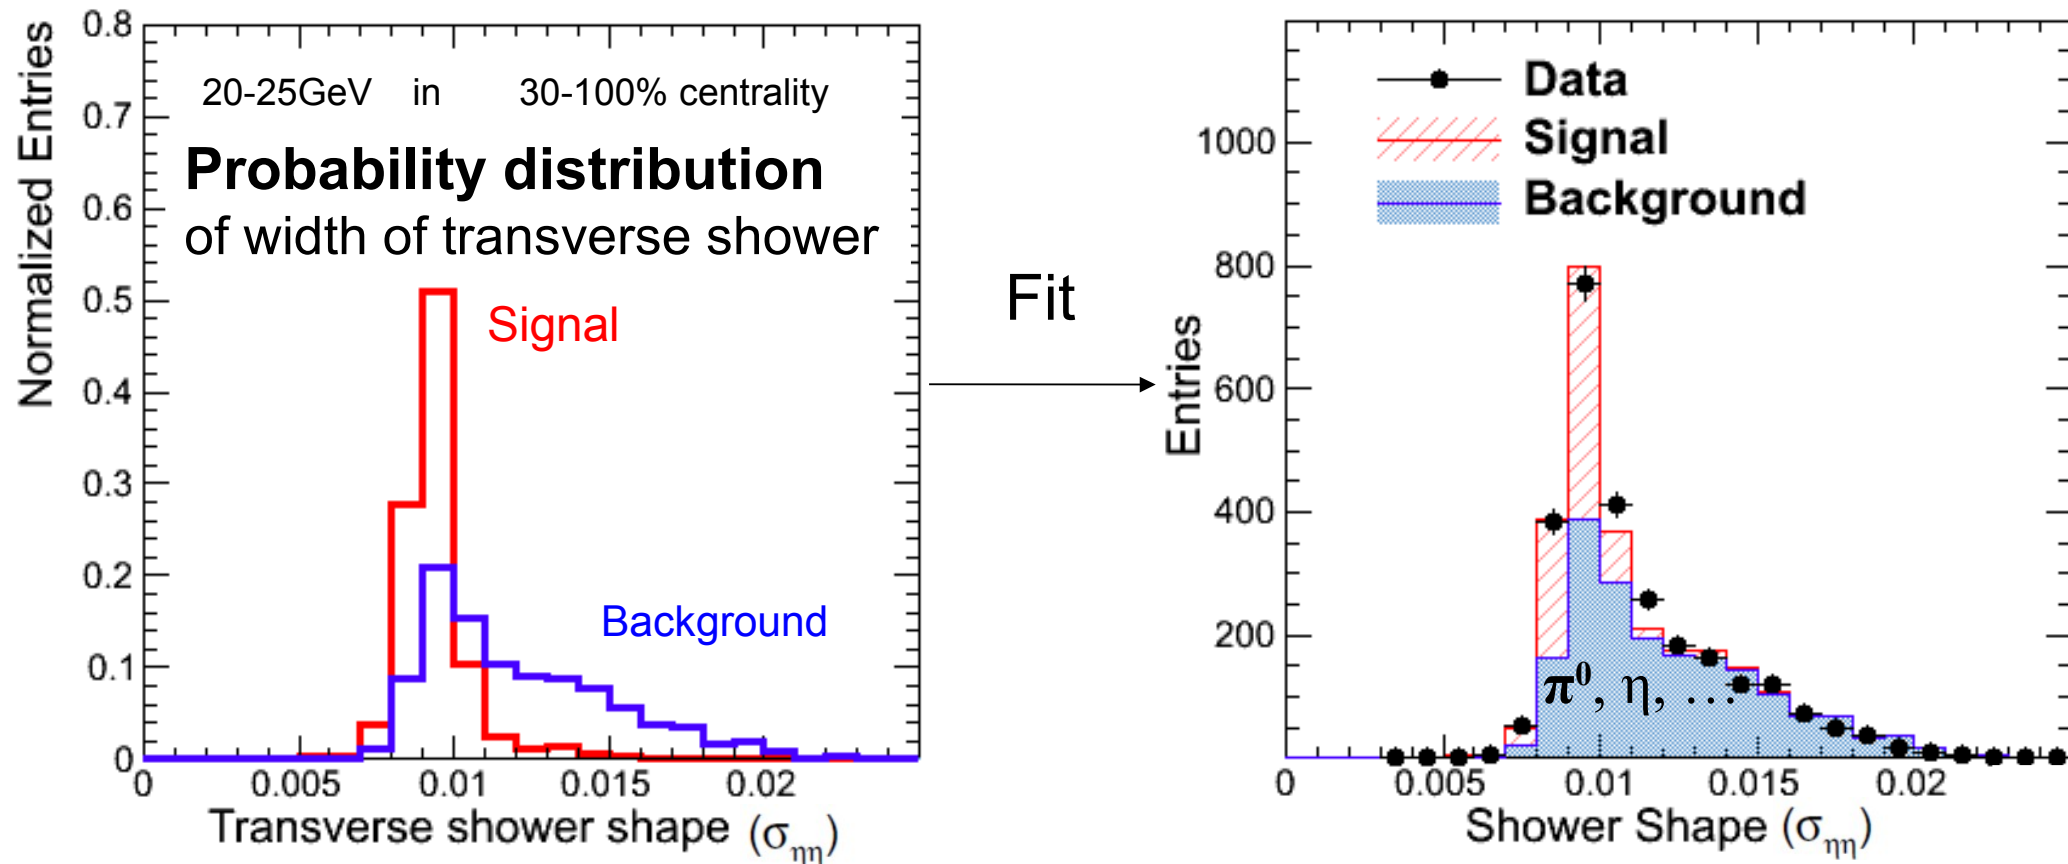 0.8
0.7
0.6
0.5
0.4
0.3
0.2
0.1
0
Normalized Entries
20-25GeV in 30-100% centrality
Probability distribution
of width of transverse shower
Signal
Background
0 0.005 0.01 0.015 0.02
Transverse shower shape (σηη)
Fit
1000
800
600
400
200
Entries
Data
Signal
Background
π⁰, η, …
0 0.005 0.01 0.015 0.02
Shower Shape (σηη)